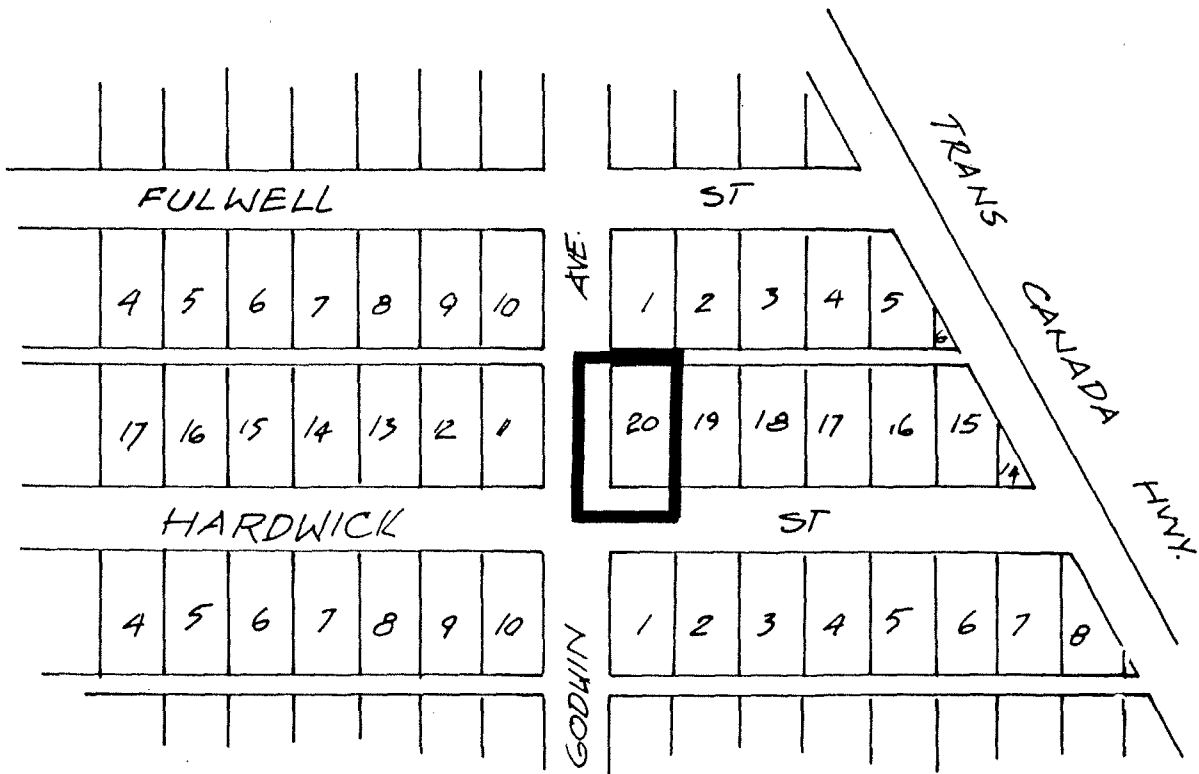 TRANS CANADA HWY.
FULWELL ST
GODWIN AVE.
4 5 6 7 8 9 10 1 2 3 4 5 6
17 16 15 14 13 12 11 20 19 18 17 16 15 14
HARDWICK ST
4 5 6 7 8 9 10 1 2 3 4 5 6 7 8